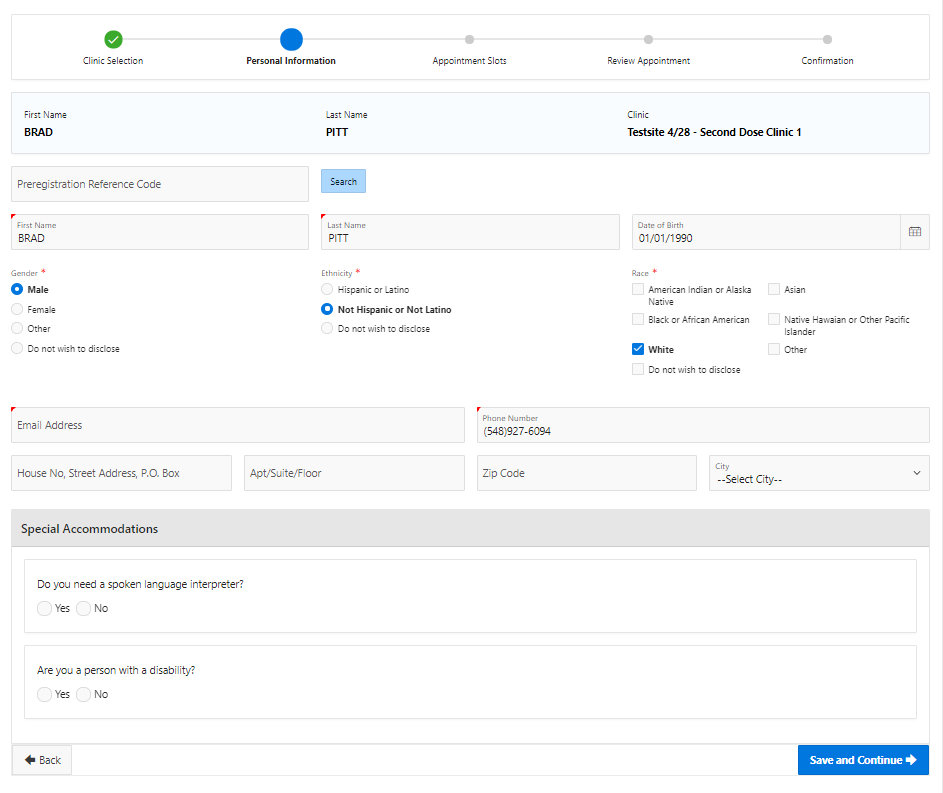 Clinic Selection
Personal Information
Appointment Slots
Review Appointment
Confirmation
First Name
BRAD
Last Name
PITT
Clinic
Testsite 4/28 - Second Dose Clinic 1
Preregistration Reference Code
Search
First Name
BRAD
Last Name
PITT
Date of Birth
01/01/1990
Gender *
Male
Female
Other
Do not wish to disclose
Ethnicity *
Hispanic or Latino
Not Hispanic or Not Latino
Do not wish to disclose
Race *
American Indian or Alaska
Native
Asian
Black or African American
Native Hawaiian or Other Pacific
Islander
White
Other
Do not wish to disclose
Email Address
Phone Number
(548)927-6094
House No, Street Address, P.O. Box
Apt/Suite/Floor
Zip Code
City
--Select City--
Special Accommodations
Do you need a spoken language interpreter?
Yes No
Are you a person with a disability?
Yes No
Back
Save and Continue